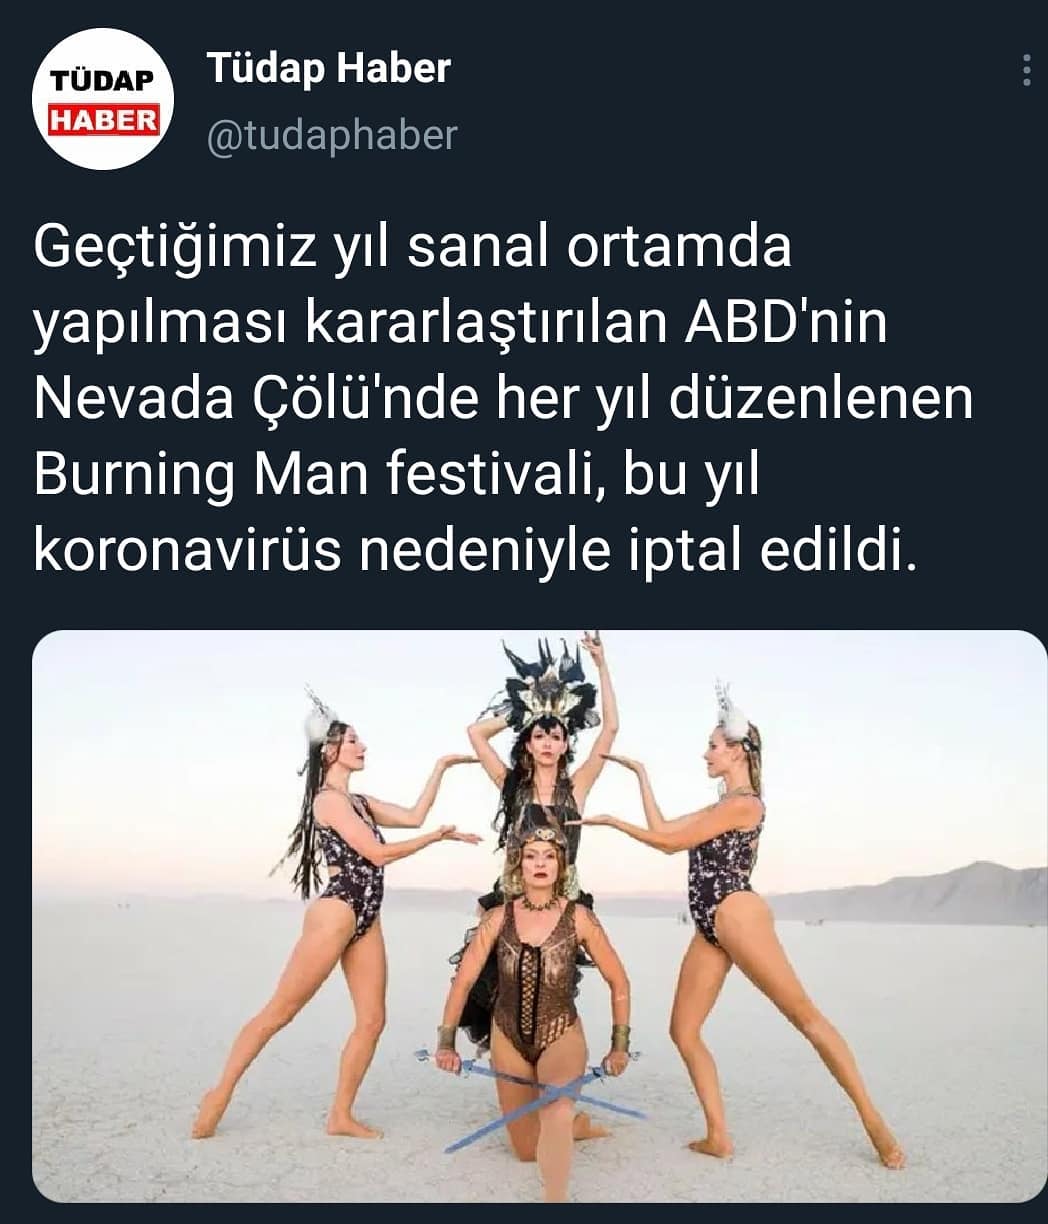 TÜDAP
HABER
Tüdap Haber
@tudaphaber
Geçtiğimiz yıl sanal ortamda
yapılması kararlaştırılan ABD'nin
Nevada Çölü'nde her yıl düzenlenen
Burning Man festivali, bu yıl
koronavirüs nedeniyle iptal edildi.